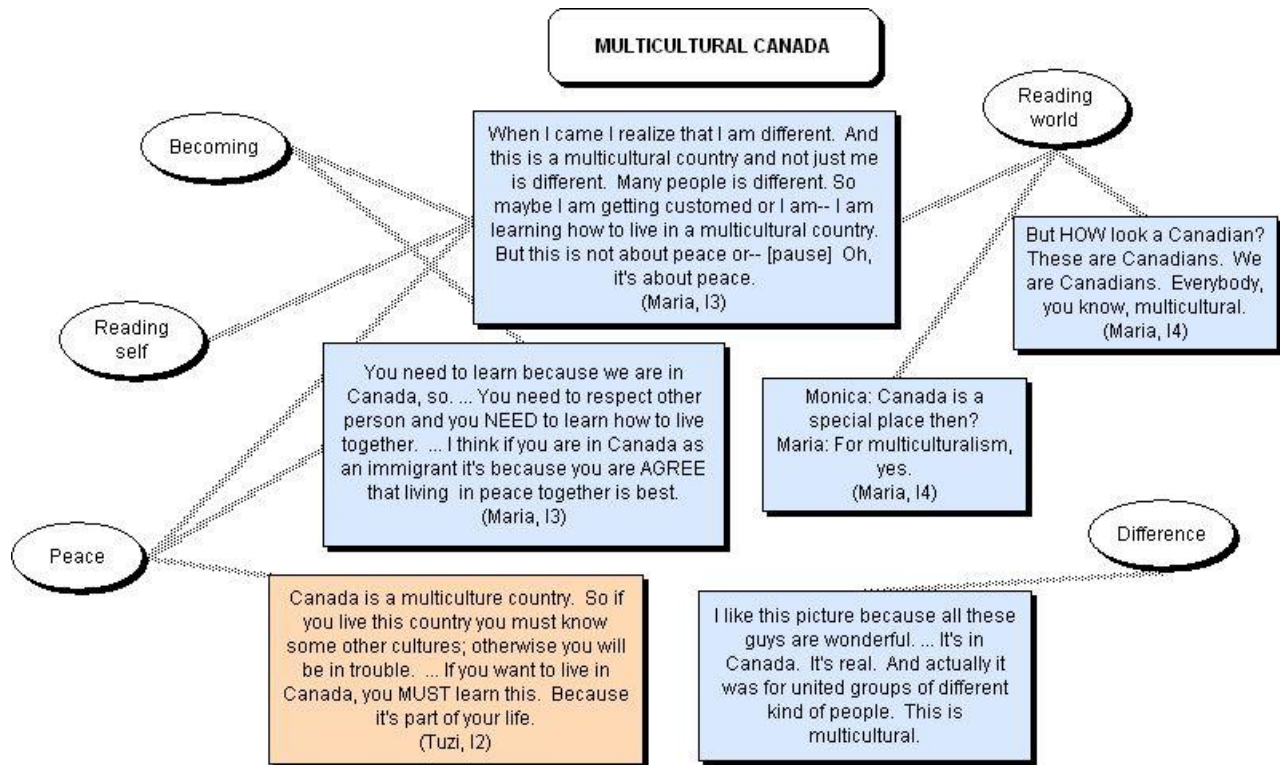 MULTICULTURAL CANADA
Reading
world
Becoming
When I came I realize that I am different. And
this is a multicultural country and not just me
is different. Many people is different. So
maybe I am getting customed or I am-- I am
learning how to live in a multicultural country.
But this is not about peace or-- [pause] Oh,
it's about peace.
(Maria, I3)
But HOW look a Canadian?
These are Canadians. We
are Canadians. Everybody,
you know, multicultural.
(Maria, I4)
Reading
self
You need to learn because we are in
Canada, so. ... You need to respect other
person and you NEED to learn how to live
together. ... I think if you are in Canada as
an immigrant it's because you are AGREE
that living in peace together is best.
(Maria, I3)
Monica: Canada is a
special place then?
Maria: For multiculturalism,
yes.
(Maria, I4)
Peace
Difference
Canada is a multiculture country. So if
you live this country you must know
some other cultures; otherwise you will
be in trouble. ... If you want to live in
Canada, you MUST learn this. Because
it's part of your life.
(Tuzi, I2)
I like this picture because all these
guys are wonderful. ... It's in
Canada. It's real. And actually it
was for united groups of different
kind of people. This is
multicultural.